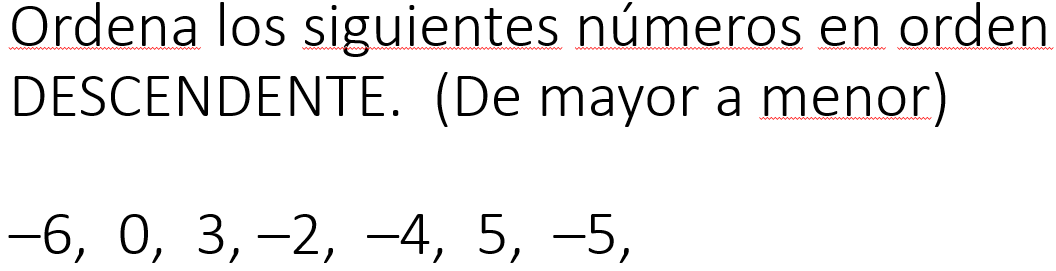 Ordena los siguientes números en orden
DESCENDENTE.  (De mayor a menor)
–6,  0,  3, –2,  –4,  5,  –5,